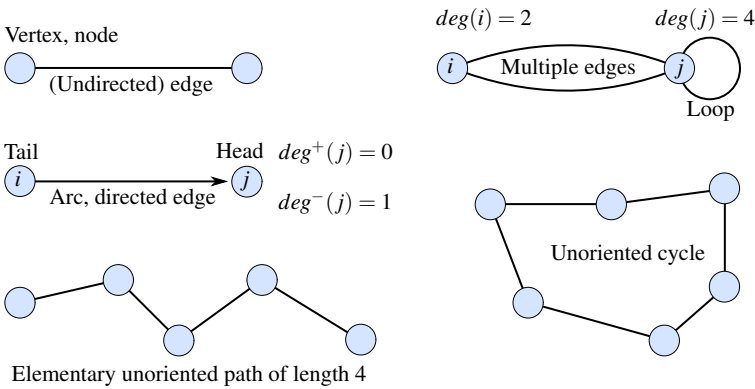 Vertex, node
(Undirected) edge
deg(i) = 2
deg(j) = 4
i
Multiple edges
j
Loop
Tail
Head
deg⁺(j) = 0
i
j
Arc, directed edge
deg⁻(j) = 1
Unoriented cycle
Elementary unoriented path of length 4